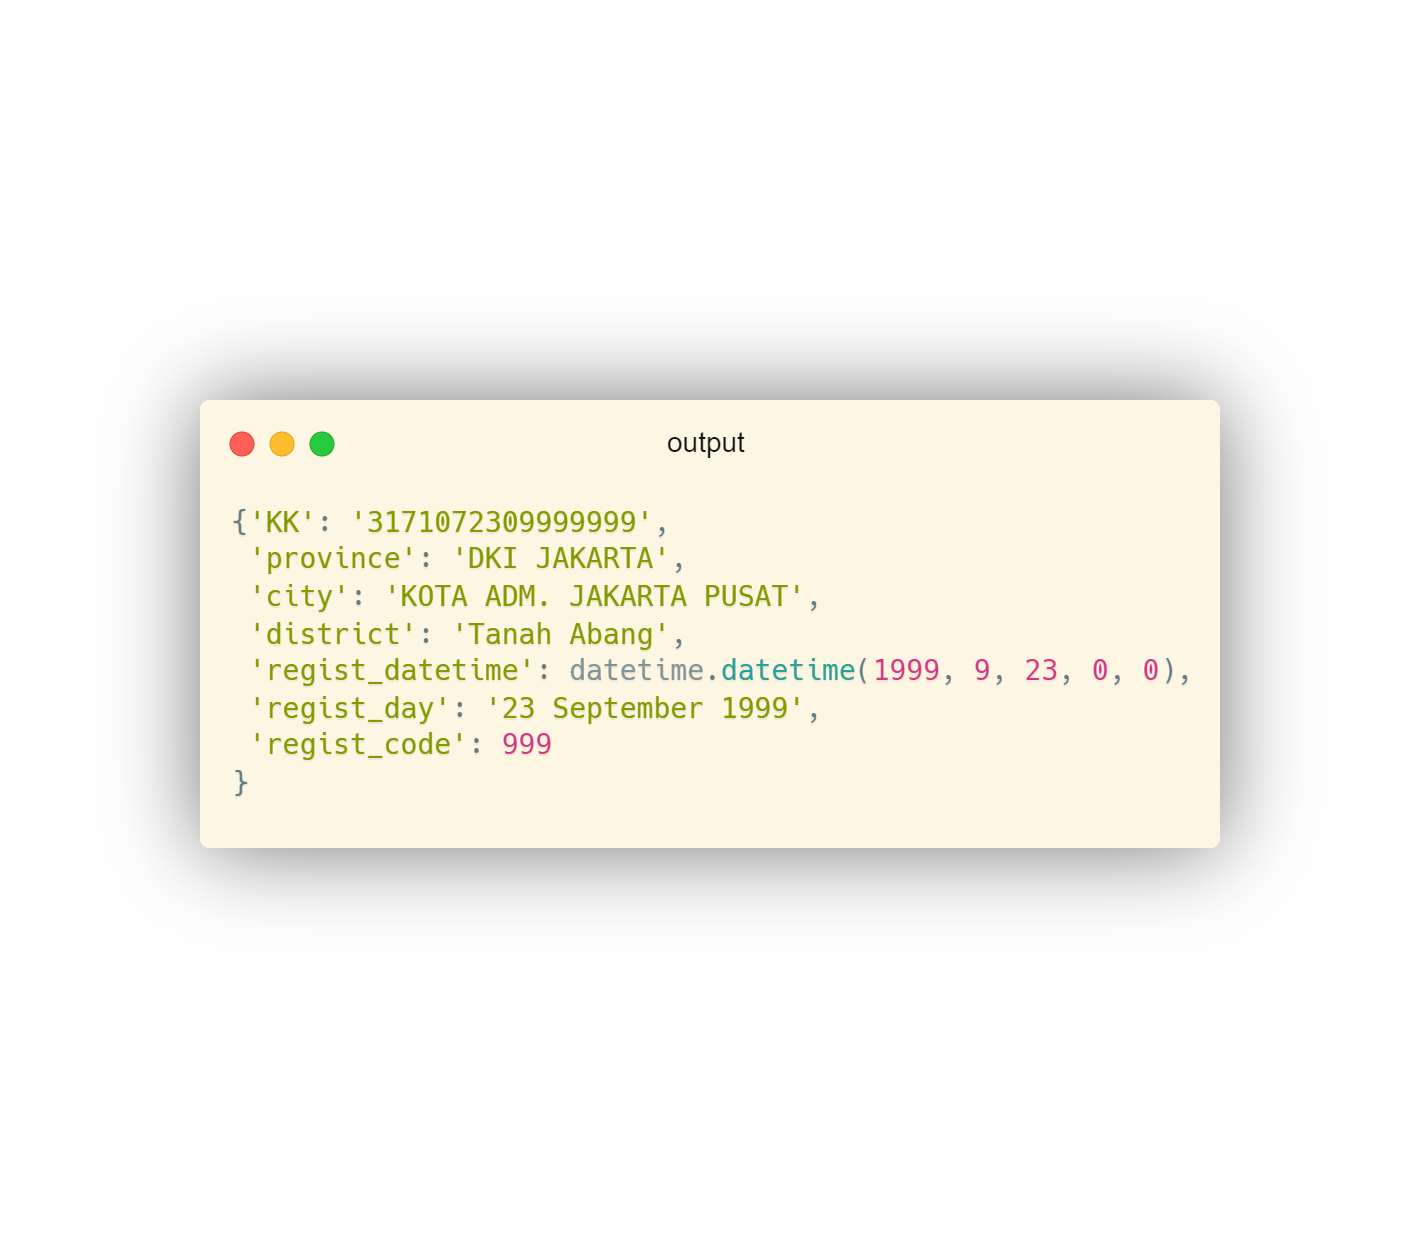 output
{'KK': '3171072309999999',
 'province': 'DKI JAKARTA',
 'city': 'KOTA ADM. JAKARTA PUSAT',
 'district': 'Tanah Abang',
 'regist_datetime': datetime.datetime(1999, 9, 23, 0, 0),
 'regist_day': '23 September 1999',
 'regist_code': 999
}